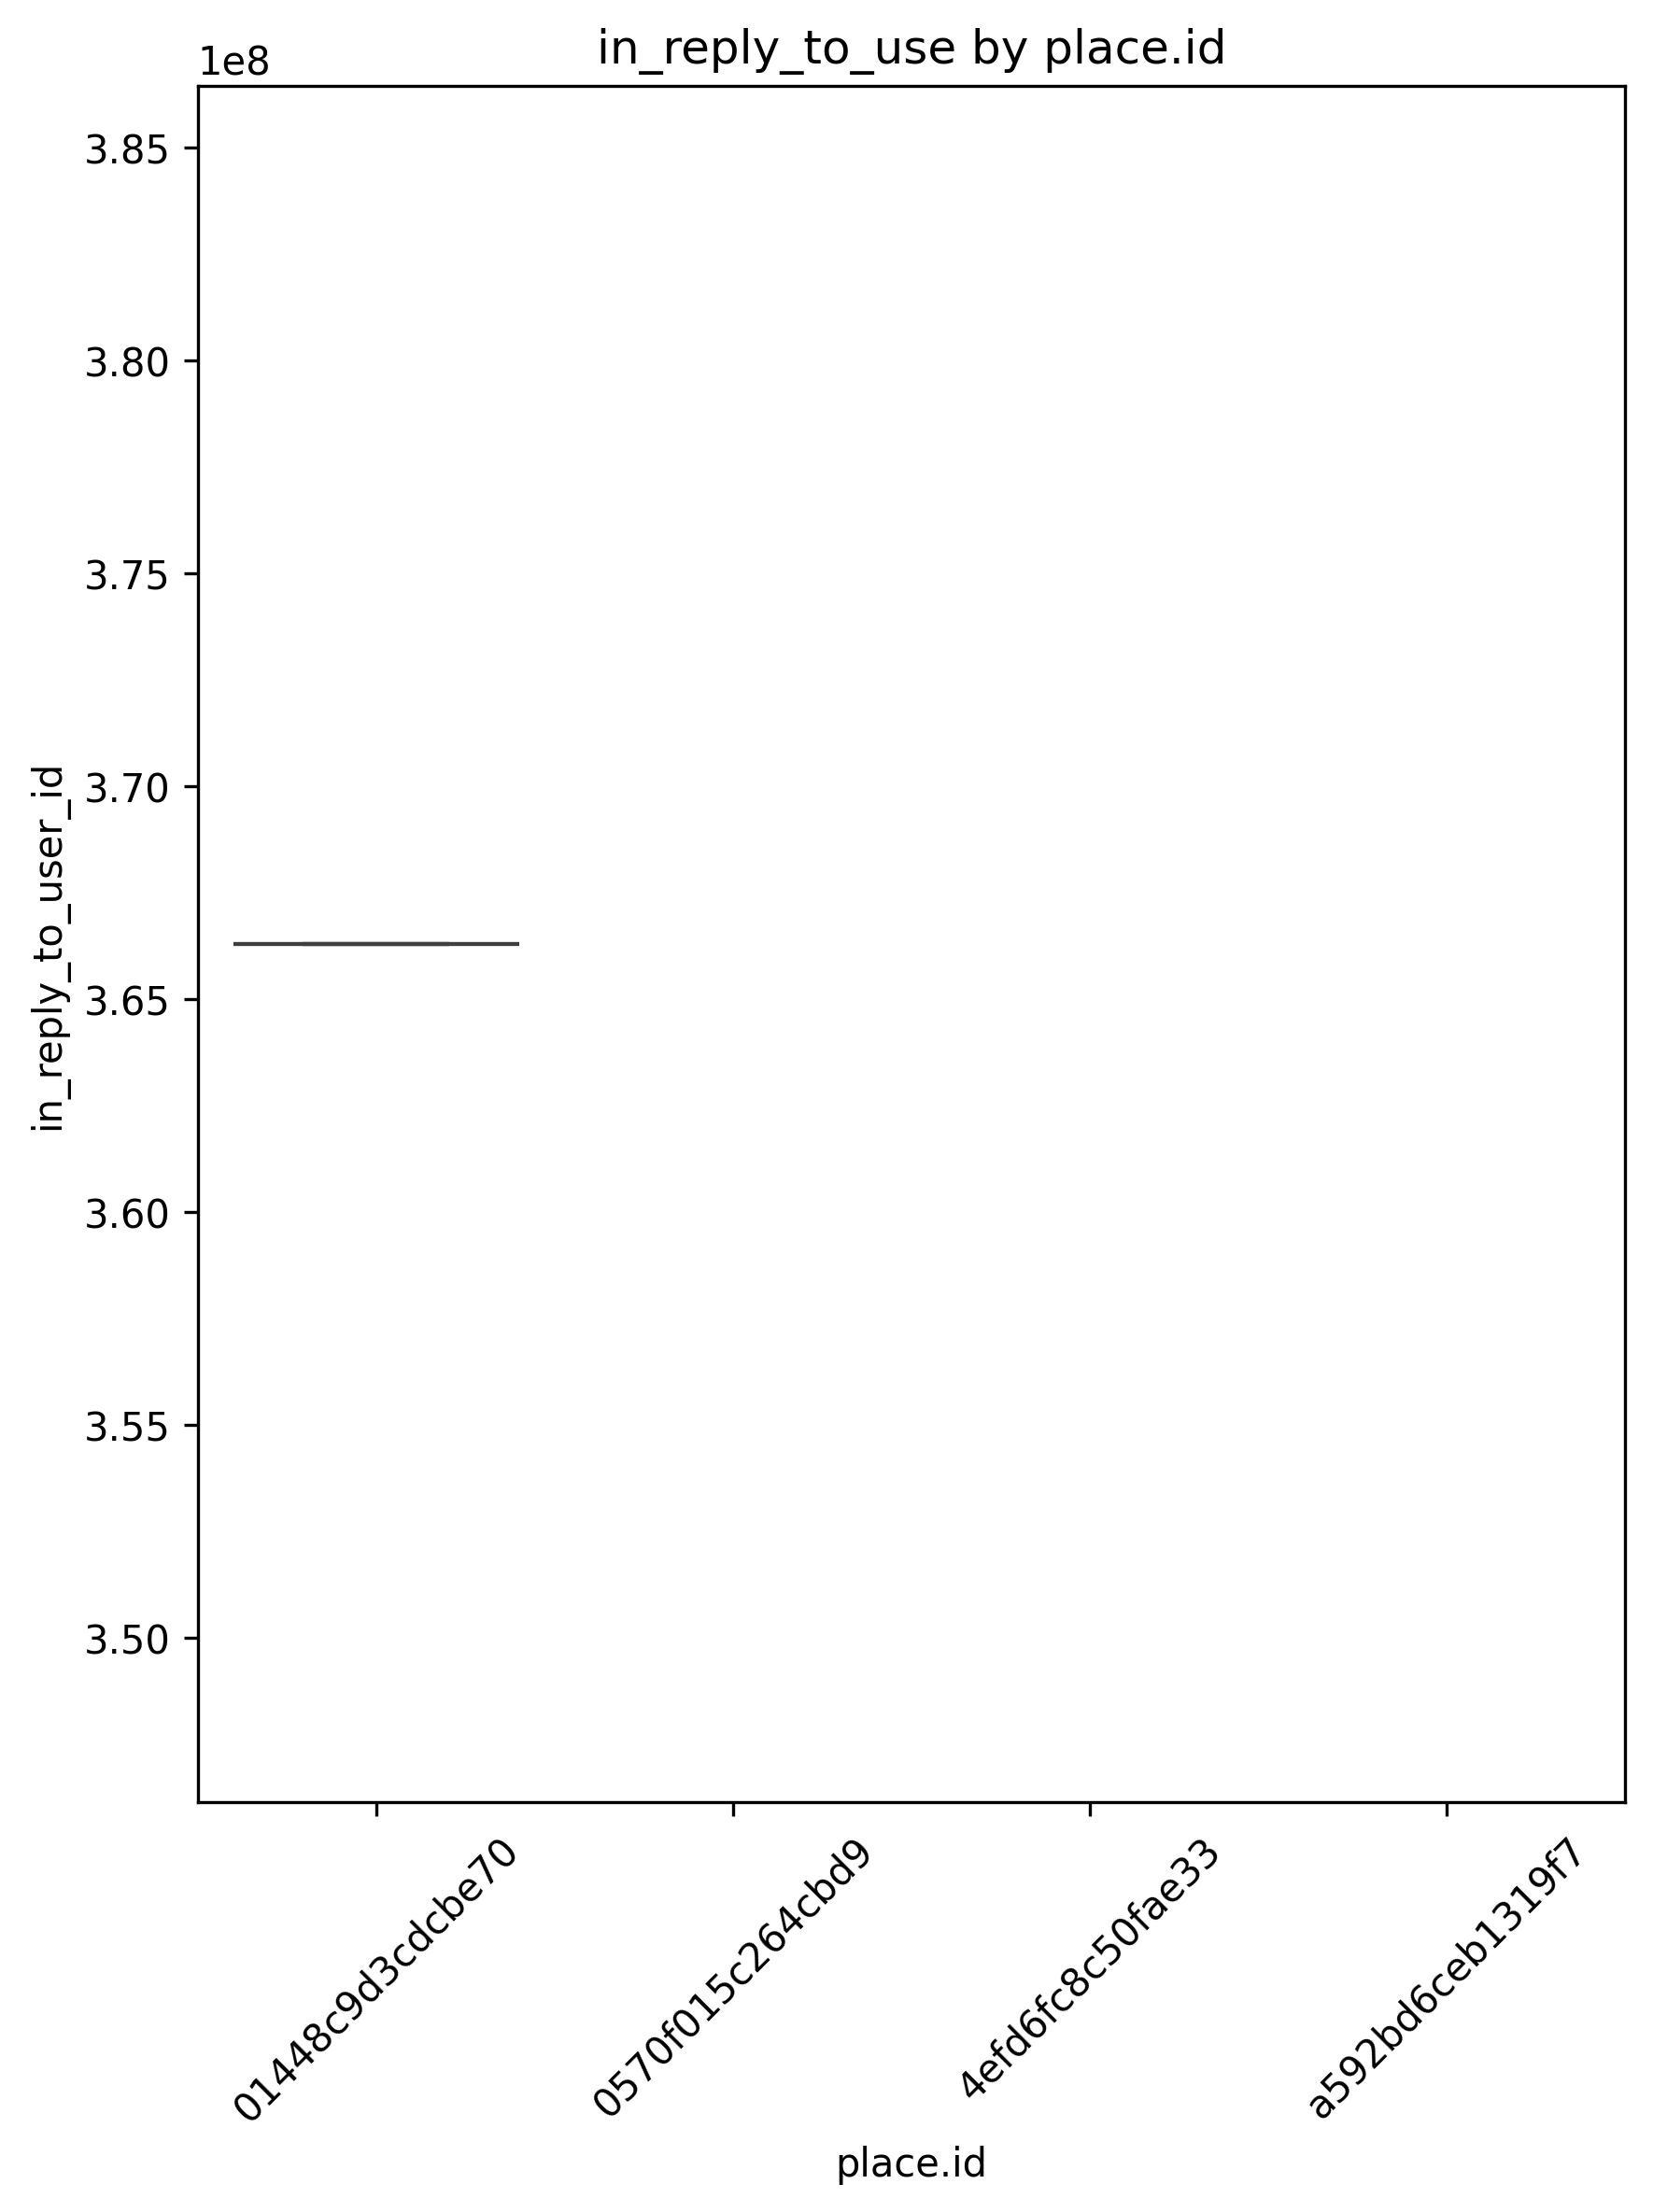 in_reply_to_use by place.id
1e8
3.85
3.80
3.75
3.70
3.65
3.60
3.55
3.50
in_reply_to_user_id
01448c9d3cdcbe70
0570f015c264cbd9
4efd6fc8c50fae33
a592bd6ceb1319f7
place.id